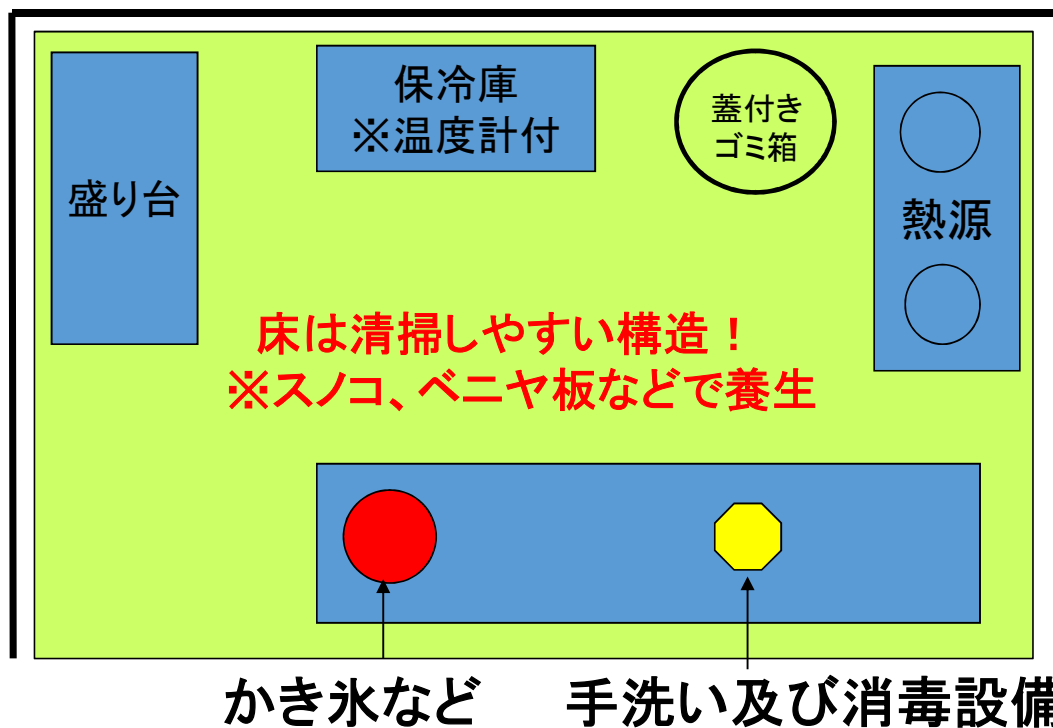 保冷庫
※温度計付
蓋付き
ゴミ箱
盛り台
熱源
床は清掃しやすい構造！
※スノコ、ベニヤ板などで養生
かき氷など
手洗い及び消毒設備